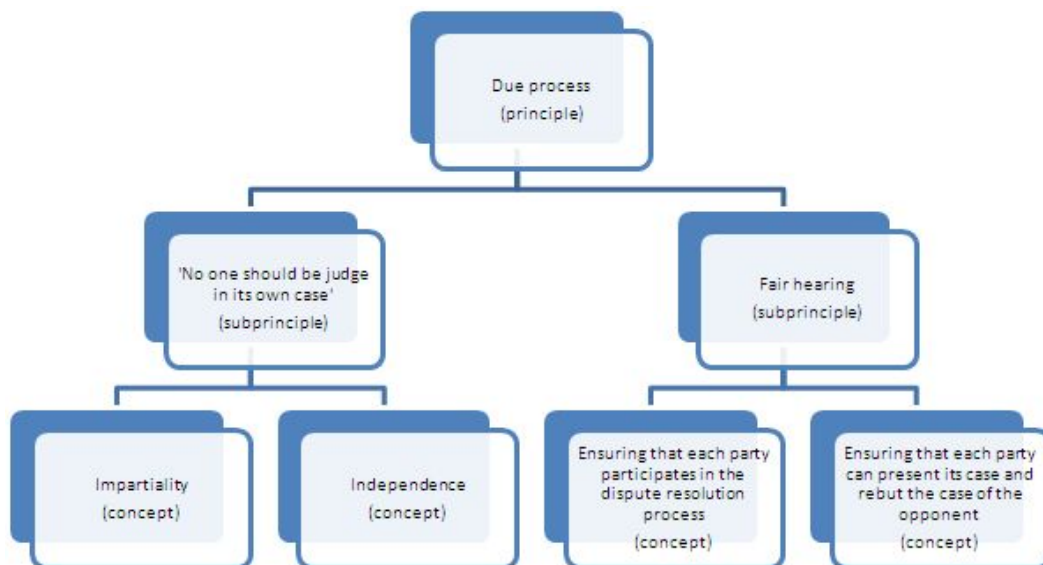 Due process
(principle)
'No one should be judge
in its own case'
(subprinciple)
Fair hearing
(subprinciple)
Impartiality
(concept)
Independence
(concept)
Ensuring that each party
participates in the
dispute resolution
process
(concept)
Ensuring that each party
can present its case and
rebut the case of the
opponent
(concept)